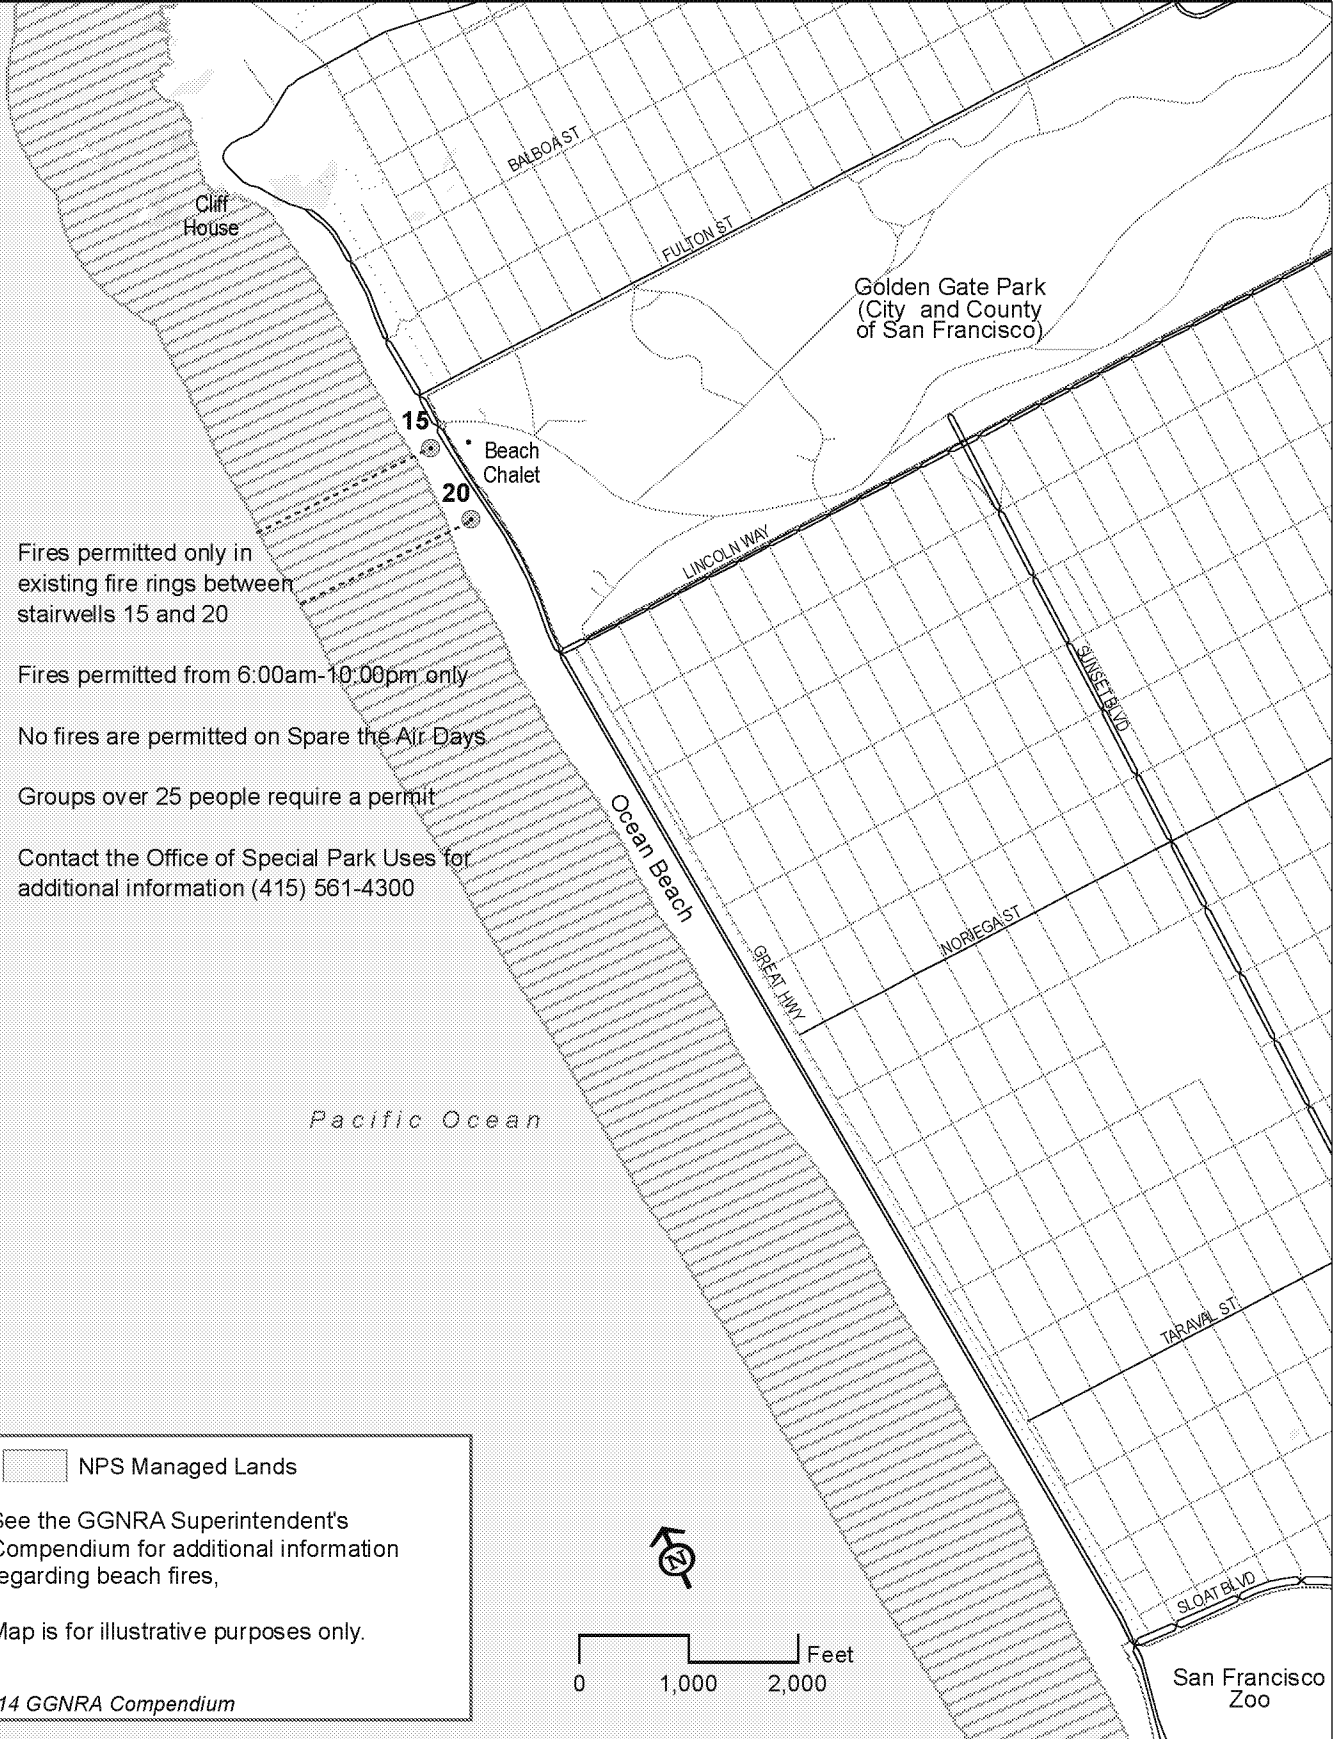 BALBOA ST
Cliff
House
FULTON ST
Golden Gate Park
(City and County
of San Francisco)
15
Beach
Chalet
20
LINCOLN WAY
Fires permitted only in
existing fire rings between
stairwells 15 and 20
SUNSET BLVD
Fires permitted from 6:00am-10:00pm only
No fires are permitted on Spare the Air Days
Groups over 25 people require a permit
Ocean Beach
Contact the Office of Special Park Uses for
additional information (415) 561-4300
NORIEGA ST
GREAT HWY
Pacific Ocean
TARAVAL ST
NPS Managed Lands
See the GGNRA Superintendent's
Compendium for additional information
egarding beach fires,
Map is for illustrative purposes only.
14 GGNRA Compendium
N
Feet
0 1,000 2,000
SLOAT BLVD
San Francisco
Zoo